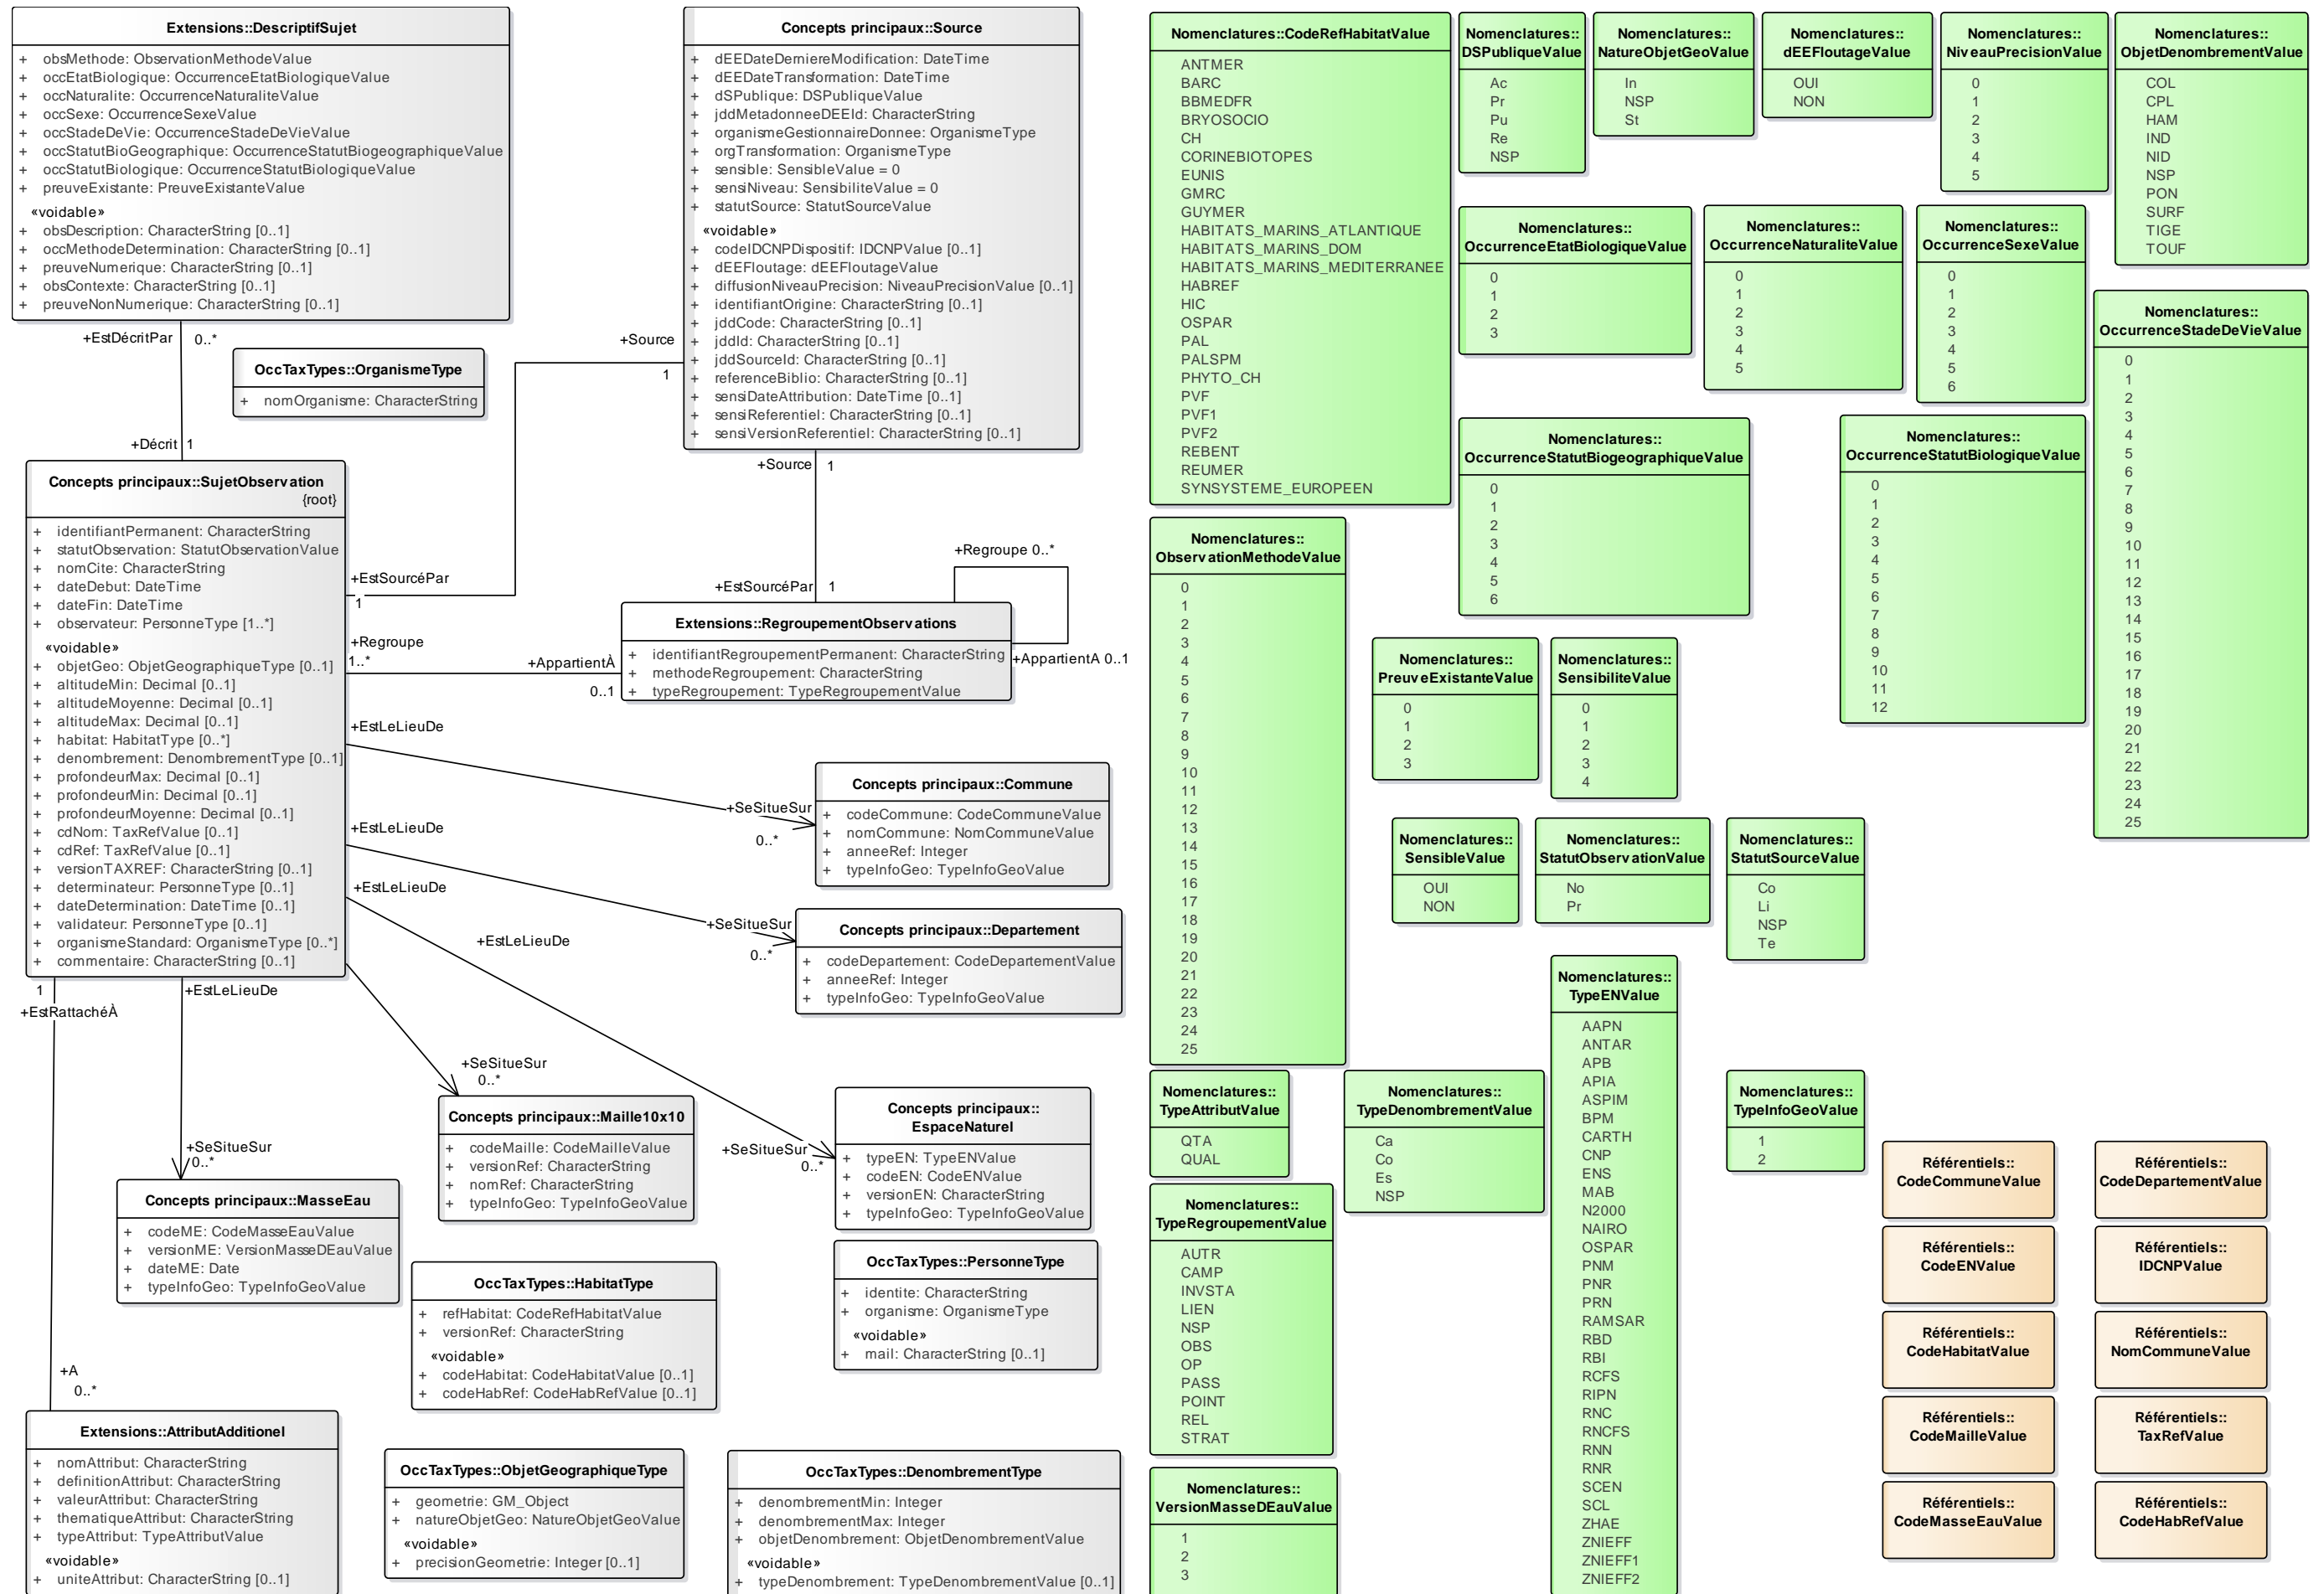 Extensions::DescriptifSujet
+ obsMethode: ObservationMethodeValue
+ occEtatBiologique: OccurrenceEtatBiologiqueValue
+ occNaturalite: OccurrenceNaturaliteValue
+ occSexe: OccurrenceSexeValue
+ occStadeDeVie: OccurrenceStadeDeVieValue
+ occStatutBioGeographique: OccurrenceStatutBiogeographiqueValue
+ occStatutBiologique: OccurrenceStatutBiologiqueValue
+ preuveExistante: PreuveExistanteValue
«voidable»
+ obsDescription: CharacterString [0..1]
+ occMethodeDetermination: CharacterString [0..1]
+ preuveNumerique: CharacterString [0..1]
+ obsContexte: CharacterString [0..1]
+ preuveNonNumerique: CharacterString [0..1]
+EstDécritPar
0..*
+Décrit
1
OccTaxTypes::OrganismeType
+ nomOrganisme: CharacterString
Concepts principaux::Source
+ dEEDateDerniereModification: DateTime
+ dEEDateTransformation: DateTime
+ dSPublique: DSPubliqueValue
+ jddMetadonneeDEEId: CharacterString
+ organismeGestionnaireDonnee: OrganismeType
+ orgTransformation: OrganismeType
+ sensible: SensibleValue = 0
+ sensiNiveau: SensibiliteValue = 0
+ statutSource: StatutSourceValue
«voidable»
+ codeIDCNPDispositif: IDCNPValue [0..1]
+ dEEFloutage: dEEFloutageValue
+ diffusionNiveauPrecision: NiveauPrecisionValue [0..1]
+ identifiantOrigine: CharacterString [0..1]
+ jddCode: CharacterString [0..1]
+ jddId: CharacterString [0..1]
+ jddSourceId: CharacterString [0..1]
+ referenceBiblio: CharacterString [0..1]
+ sensiDateAttribution: DateTime [0..1]
+ sensiReferentiel: CharacterString [0..1]
+ sensiVersionReferentiel: CharacterString [0..1]
+Source
1
+Source
1
Concepts principaux::SujetObservation
{root}
+ identifiantPermanent: CharacterString
+ statutObservation: StatutObservationValue
+ nomCite: CharacterString
+ dateDebut: DateTime
+ dateFin: DateTime
+ observateur: PersonneType [1..*]
«voidable»
+ objetGeo: ObjetGeographiqueType [0..1]
+ altitudeMin: Decimal [0..1]
+ altitudeMoyenne: Decimal [0..1]
+ altitudeMax: Decimal [0..1]
+ habitat: HabitatType [0..*]
+ denombrement: DenombrementType [0..1]
+ profondeurMax: Decimal [0..1]
+ profondeurMin: Decimal [0..1]
+ profondeurMoyenne: Decimal [0..1]
+ cdNom: TaxRefValue [0..1]
+ cdRef: TaxRefValue [0..1]
+ versionTAXREF: CharacterString [0..1]
+ determinateur: PersonneType [0..1]
+ dateDetermination: DateTime [0..1]
+ validateur: PersonneType [0..1]
+ organismeStandard: OrganismeType [0..*]
+ commentaire: CharacterString [0..1]
+EstSourcéPar
1
+EstSourcéPar
1
+Regroupe 0..*
+AppartientA 0..1
+Regroupe
1..*
+AppartientÀ
0..1
Extensions::RegroupementObservations
+ identifiantRegroupementPermanent: CharacterString
+ methodeRegroupement: CharacterString
+ typeRegroupement: TypeRegroupementValue
+EstLeLieuDe
+SeSitueSur
0..*
Concepts principaux::Commune
+ codeCommune: CodeCommuneValue
+ nomCommune: NomCommuneValue
+ anneeRef: Integer
+ typeInfoGeo: TypeInfoGeoValue
+EstLeLieuDe
+SeSitueSur
0..*
Concepts principaux::Departement
+ codeDepartement: CodeDepartementValue
+ anneeRef: Integer
+ typeInfoGeo: TypeInfoGeoValue
+EstLeLieuDe
+EstLeLieuDe
+EstLeLieuDe
1
+EstRattachéÀ
+SeSitueSur
0..*
Concepts principaux::Maille10x10
+ codeMaille: CodeMailleValue
+ versionRef: CharacterString
+ nomRef: CharacterString
+ typeInfoGeo: TypeInfoGeoValue
+SeSitueSur
0..*
Concepts principaux::
EspaceNaturel
+ typeEN: TypeENValue
+ codeEN: CodeENValue
+ versionEN: CharacterString
+ typeInfoGeo: TypeInfoGeoValue
+SeSitueSur
0..*
Concepts principaux::MasseEau
+ codeME: CodeMasseEauValue
+ versionME: VersionMasseDEauValue
+ dateME: Date
+ typeInfoGeo: TypeInfoGeoValue
OccTaxTypes::PersonneType
+ identite: CharacterString
+ organisme: OrganismeType
«voidable»
+ mail: CharacterString [0..1]
OccTaxTypes::HabitatType
+ refHabitat: CodeRefHabitatValue
+ versionRef: CharacterString
«voidable»
+ codeHabitat: CodeHabitatValue [0..1]
+ codeHabRef: CodeHabRefValue [0..1]
+A
0..*
Extensions::AttributAdditionel
+ nomAttribut: CharacterString
+ definitionAttribut: CharacterString
+ valeurAttribut: CharacterString
+ thematiqueAttribut: CharacterString
+ typeAttribut: TypeAttributValue
«voidable»
+ uniteAttribut: CharacterString [0..1]
OccTaxTypes::ObjetGeographiqueType
+ geometrie: GM_Object
+ natureObjetGeo: NatureObjetGeoValue
«voidable»
+ precisionGeometrie: Integer [0..1]
OccTaxTypes::DenombrementType
+ denombrementMin: Integer
+ denombrementMax: Integer
+ objetDenombrement: ObjetDenombrementValue
«voidable»
+ typeDenombrement: TypeDenombrementValue [0..1]
Nomenclatures::CodeRefHabitatValue
ANTMER
BARC
BBMEDFR
BRYOSOCIO
CH
CORINEBIOTOPES
EUNIS
GMRC
GUYMER
HABITATS_MARINS_ATLANTIQUE
HABITATS_MARINS_DOM
HABITATS_MARINS_MEDITERRANEE
HABREF
HIC
OSPAR
PAL
PALSPM
PHYTO_CH
PVF
PVF1
PVF2
REBENT
REUMER
SYNSYSTEME_EUROPEEN
Nomenclatures::
DSPubliqueValue
Ac
Pr
Pu
Re
NSP
Nomenclatures::
NatureObjetGeoValue
In
NSP
St
Nomenclatures::
dEEFloutageValue
OUI
NON
Nomenclatures::
NiveauPrecisionValue
0
1
2
3
4
5
Nomenclatures::
ObjetDenombrementValue
COL
CPL
HAM
IND
NID
NSP
PON
SURF
TIGE
TOUF
Nomenclatures::
OccurrenceEtatBiologiqueValue
0
1
2
3
Nomenclatures::
OccurrenceNaturaliteValue
0
1
2
3
4
5
Nomenclatures::
OccurrenceSexeValue
0
1
2
3
4
5
6
Nomenclatures::
OccurrenceStadeDeVieValue
0
1
2
3
4
5
6
7
8
9
10
11
12
13
14
15
16
17
18
19
20
21
22
23
24
25
Nomenclatures::
OccurrenceStatutBiogeographiqueValue
0
1
2
3
4
5
6
Nomenclatures::
OccurrenceStatutBiologiqueValue
0
1
2
3
4
5
6
7
8
9
10
11
12
Nomenclatures::
ObservationMethodeValue
0
1
2
3
4
5
6
7
8
9
10
11
12
13
14
15
16
17
18
19
20
21
22
23
24
25
Nomenclatures::
PreuveExistanteValue
0
1
2
3
Nomenclatures::
SensibiliteValue
0
1
2
3
4
Nomenclatures::
SensibleValue
OUI
NON
Nomenclatures::
StatutObservationValue
No
Pr
Nomenclatures::
StatutSourceValue
Co
Li
NSP
Te
Nomenclatures::
TypeENValue
AAPN
ANTAR
APB
APIA
ASPIM
BPM
CARTH
CNP
ENS
MAB
N2000
NAIRO
OSPAR
PNM
PNR
PRN
RAMSAR
RBD
RBI
RCFS
RIPN
RNC
RNCFS
RNN
RNR
SCEN
SCL
ZHAE
ZNIEFF
ZNIEFF1
ZNIEFF2
Nomenclatures::
TypeAttributValue
QTA
QUAL
Nomenclatures::
TypeDenombrementValue
Ca
Co
Es
NSP
Nomenclatures::
TypeInfoGeoValue
1
2
Nomenclatures::
TypeRegroupementValue
AUTR
CAMP
INVSTA
LIEN
NSP
OBS
OP
PASS
POINT
REL
STRAT
Nomenclatures::
VersionMasseDEauValue
1
2
3
Référentiels::
CodeCommuneValue
Référentiels::
CodeDepartementValue
Référentiels::
CodeENValue
Référentiels::
IDCNPValue
Référentiels::
CodeHabitatValue
Référentiels::
NomCommuneValue
Référentiels::
CodeMailleValue
Référentiels::
TaxRefValue
Référentiels::
CodeMasseEauValue
Référentiels::
CodeHabRefValue